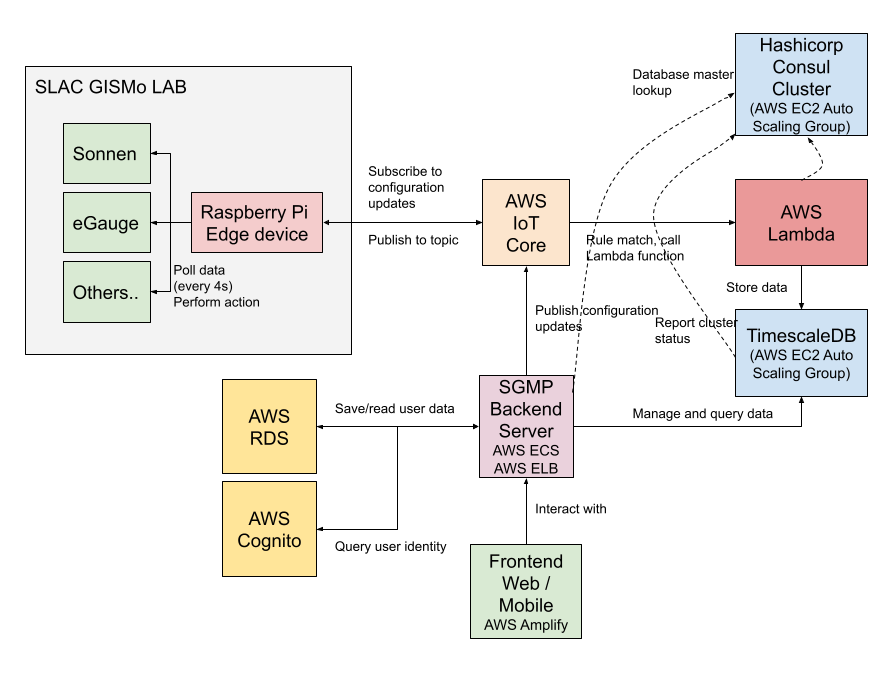 Hashicorp
Consul
Cluster
(AWS EC2 Auto
Scaling Group)
Database master
lookup
SLAC GISMo LAB
Sonnen
eGauge
Others..
Raspberry Pi
Edge device
Poll data
(every 4s)
Perform action
Subscribe to
configuration
updates
Publish to topic
AWS
IoT
Core
Rule match, call
Lambda function
AWS
Lambda
Store data
Publish configuration
updates
Report cluster
status
TimescaleDB
(AWS EC2 Auto
Scaling Group)
AWS
RDS
Save/read user data
SGMP
Backend
Server
AWS ECS
AWS ELB
Manage and query data
AWS
Cognito
Query user identity
Interact with
Frontend
Web /
Mobile
AWS Amplify